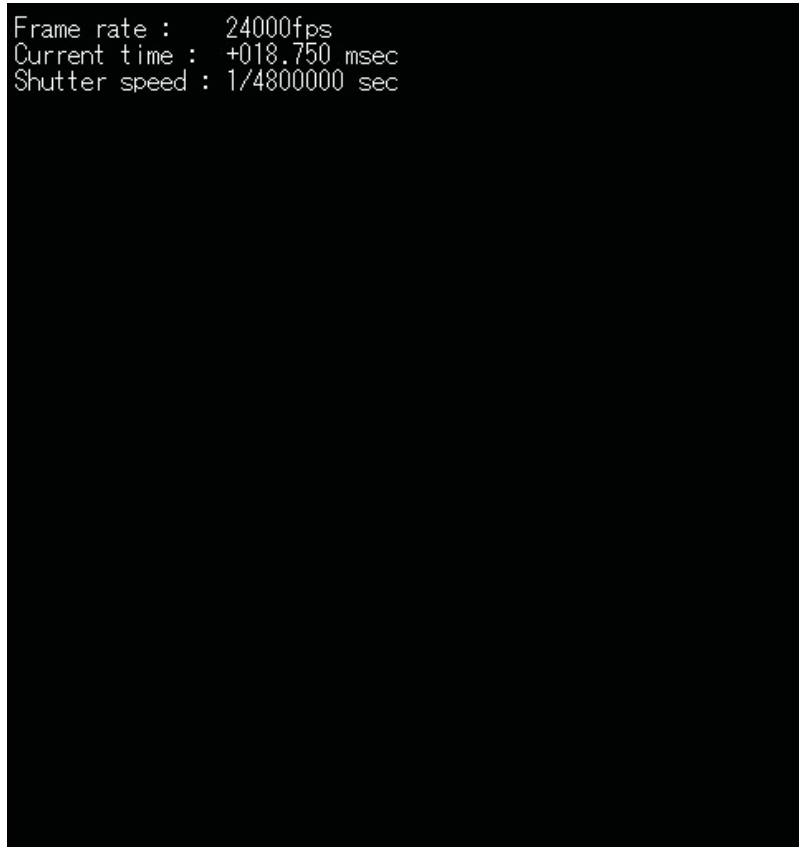 Frame rate : 24000fps
Current time : +018.750 msec
Shutter speed : 1/4800000 sec